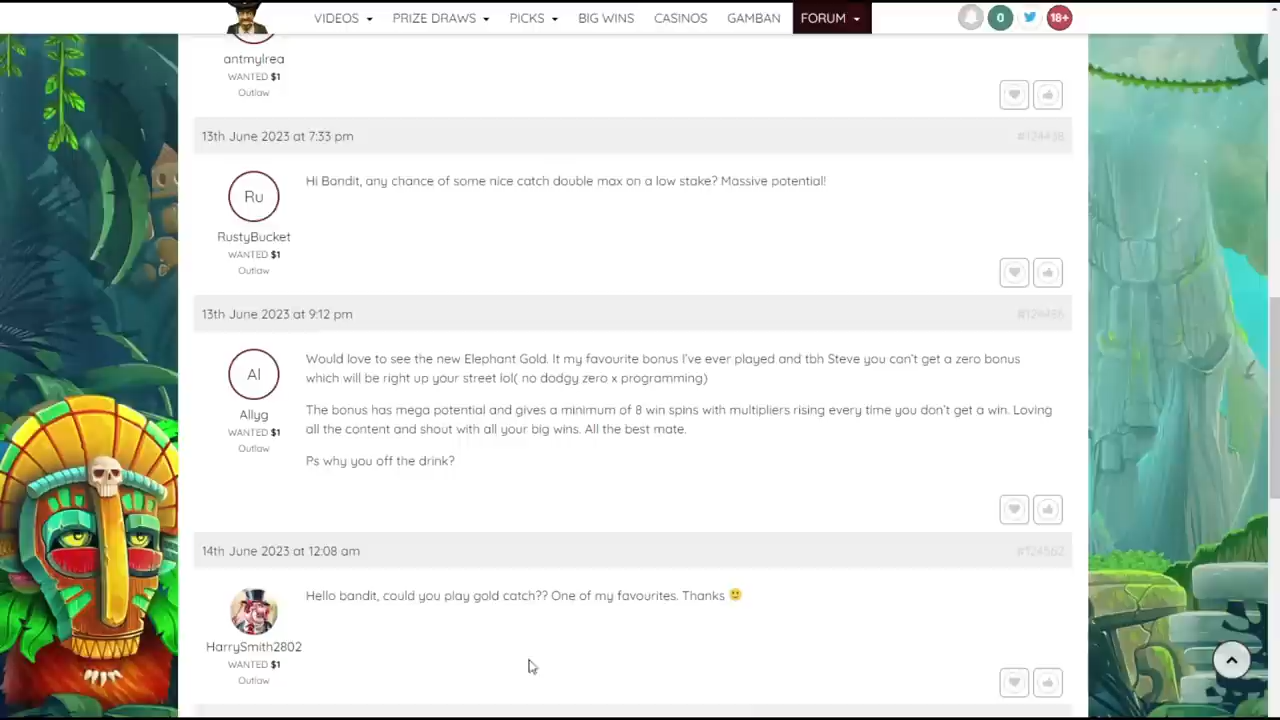 VIDEOS PRIZE DRAWS PICKS BIG WINS CASINOS GAMBAN FORUM 0 18+
antmylrea
WANTED $1
Outlaw
13th June 2023 at 7:33 pm #124438
Ru
Hi Bandit, any chance of some nice catch double max on a low stake? Massive potential!
RustyBucket
WANTED $1
Outlaw
13th June 2023 at 9:12 pm
Al
Would love to see the new Elephant Gold. It my favourite bonus I've ever played and tbh Steve you can't get a zero bonus
which will be right up your street lol( no dodgy zero x programming)
The bonus has mega potential and gives a minimum of 8 win spins with multipliers rising every time you don't get a win. Loving
all the content and shout with all your big wins. All the best mate.
Ps why you off the drink?
Allyg
WANTED $1
Outlaw
14th June 2023 at 12:08 am #124562
Hello bandit, could you play gold catch?? One of my favourites. Thanks
HarrySmith2802
WANTED $1
Outlaw